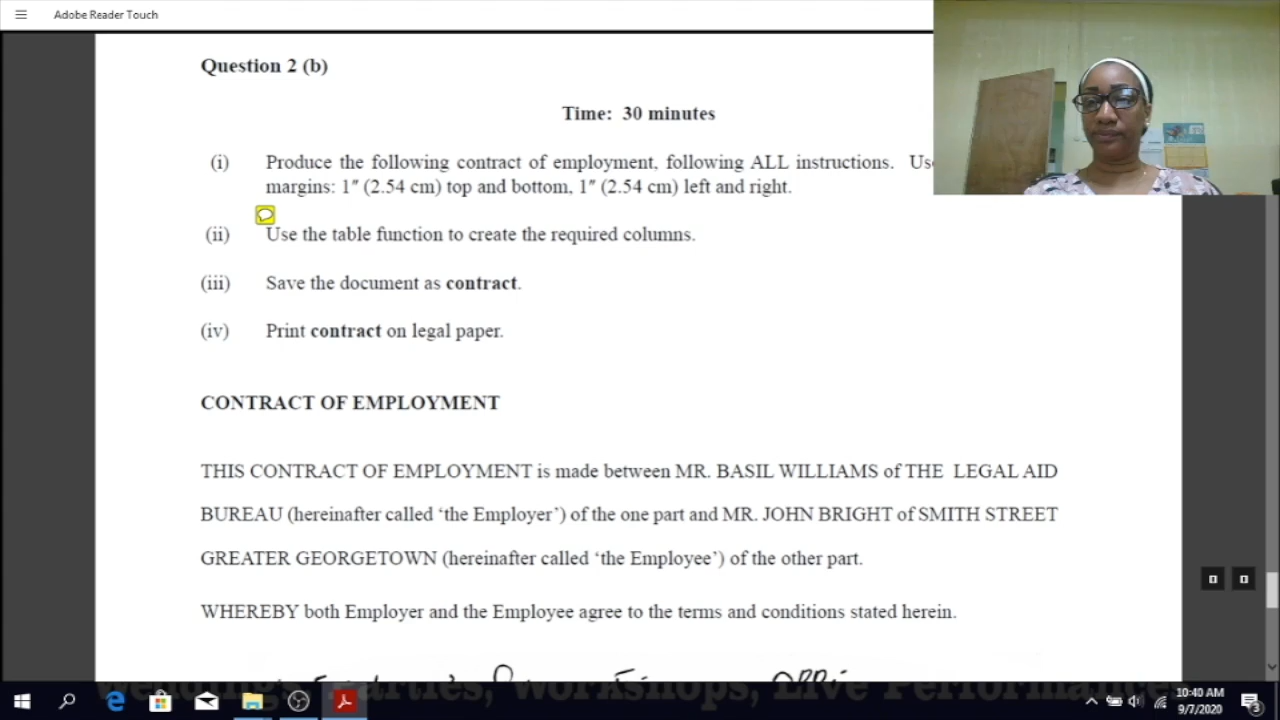 Adobe Reader Touch
Question 2 (b)
Time: 30 minutes
(i) Produce the following contract of employment, following ALL instructions.
margins: 1″ (2.54 cm) top and bottom, 1″ (2.54 cm) left and right.
(ii) Use the table function to create the required columns.
(iii) Save the document as contract.
(iv) Print contract on legal paper.
CONTRACT OF EMPLOYMENT
THIS CONTRACT OF EMPLOYMENT is made between MR. BASIL WILLIAMS of THE LEGAL AID
BUREAU (hereinafter called ‘the Employer’) of the one part and MR. JOHN BRIGHT of SMITH STREET
GREATER GEORGETOWN (hereinafter called ‘the Employee’) of the other part.
WHEREBY both Employer and the Employee agree to the terms and conditions stated herein.
10:40 AM
9/7/2020
3